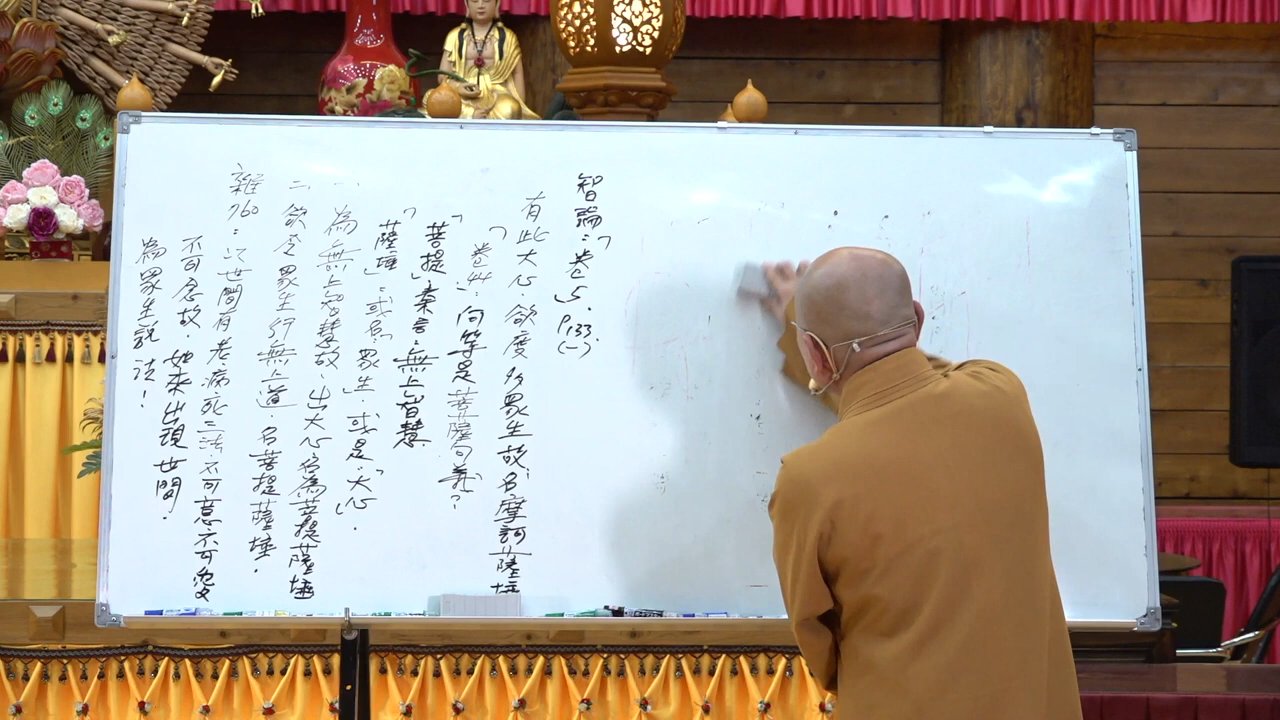 智論：「卷5」. P133.(一)
有此大心.欲度多眾生故,名摩訶薩埵
「卷44」：何等是菩薩句義？
「菩提」秦言：無上智慧.
「薩埵」：或為「眾生」.或是「大心」.
一、為無上智慧故 出大心名為菩提薩埵
二、欲令眾生行無上道.名菩提薩埵.
雜760：以世間有老病死三法不可意不可愛
不可念故.如來出現世間.
為眾生說法！